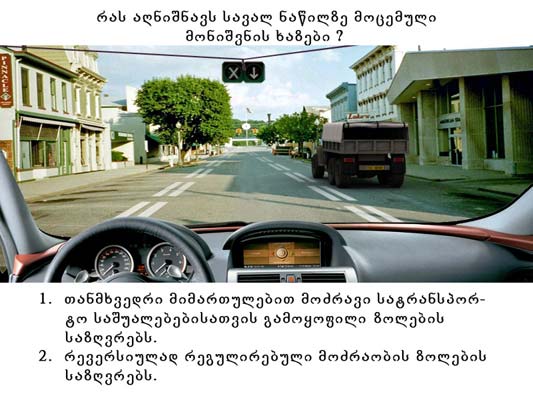 რას აღნიშნავს სავალ ნაწილზე მოცემული
მონიშვნის ხაზები ?
PINNACLE
1. თანმხვედრი მიმართულებით მოძრავი სატრანსპორ-
ტო საშუალებებისათვის გამოყოფილი ზოლების
საზღვრებს.
2. რევერსიულად რეგულირებული მოძრაობის ზოლების
საზღვრებს.